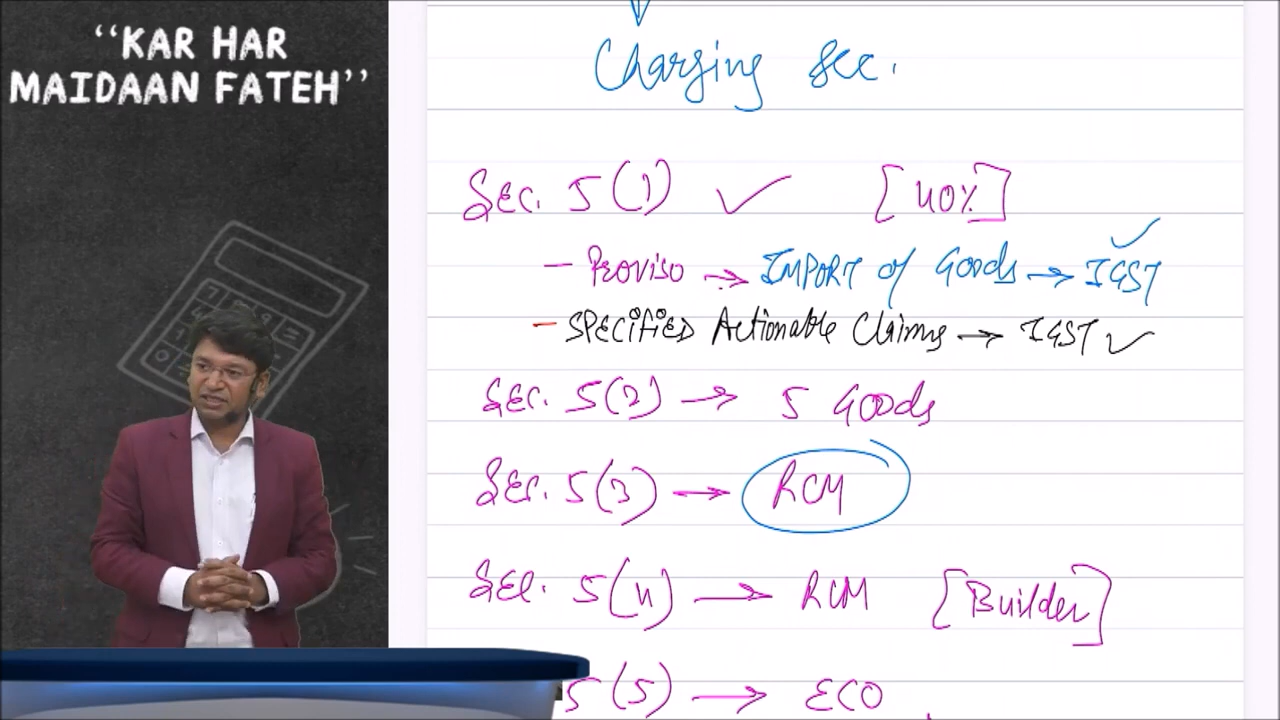 “KAR HAR
MAIDAAN FATEH”
Charging Sec.
Sec. 5(1) ✓ [40%]
- Proviso → IMPORT of Goods → IGST ✓
- SPECIFIED Actionable Claims → IGST ✓
Sec. 5(2) → 5 Goods
Sec. 5(3) → RCM
Sec. 5(4) → RCM [Builder]
5(5) → ECO